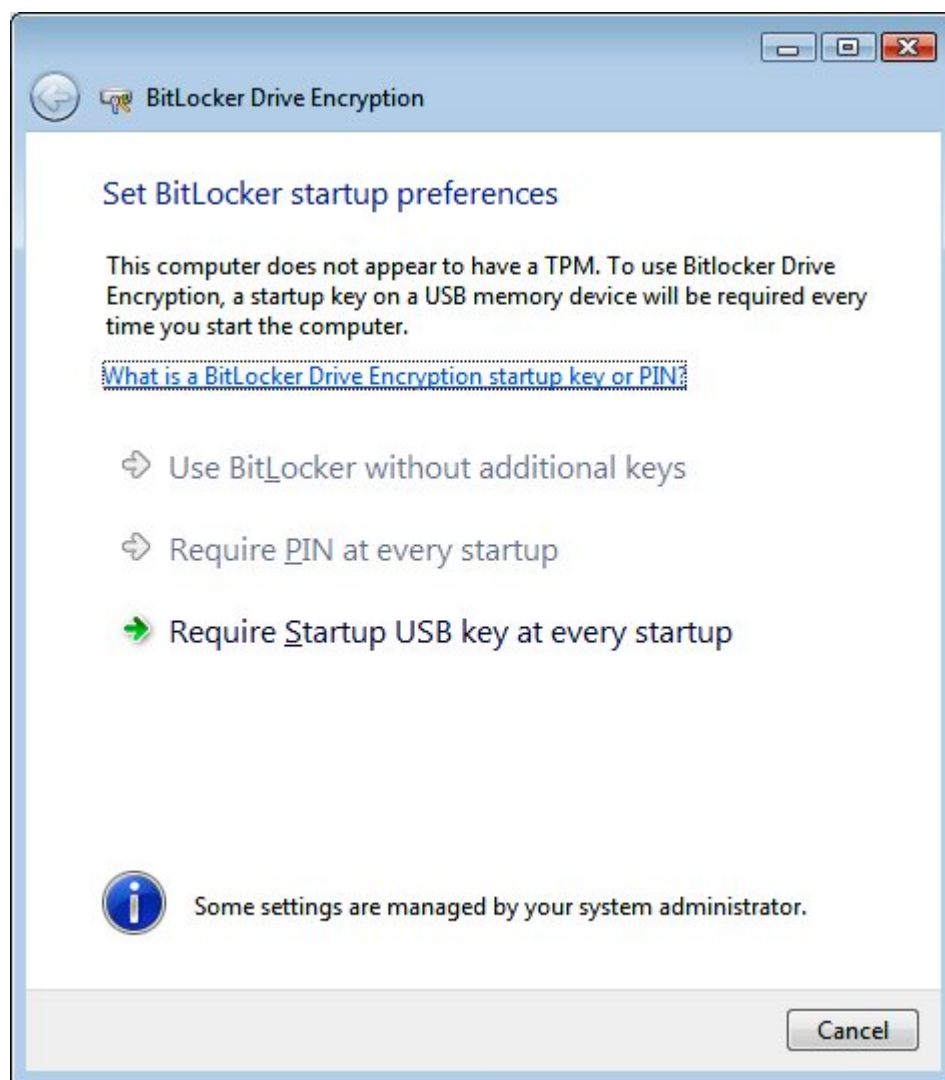 BitLocker Drive Encryption
Set BitLocker startup preferences
This computer does not appear to have a TPM. To use Bitlocker Drive
Encryption, a startup key on a USB memory device will be required every
time you start the computer.
What is a BitLocker Drive Encryption startup key or PIN?
Use BitLocker without additional keys
Require PIN at every startup
Require Startup USB key at every startup
Some settings are managed by your system administrator.
Cancel